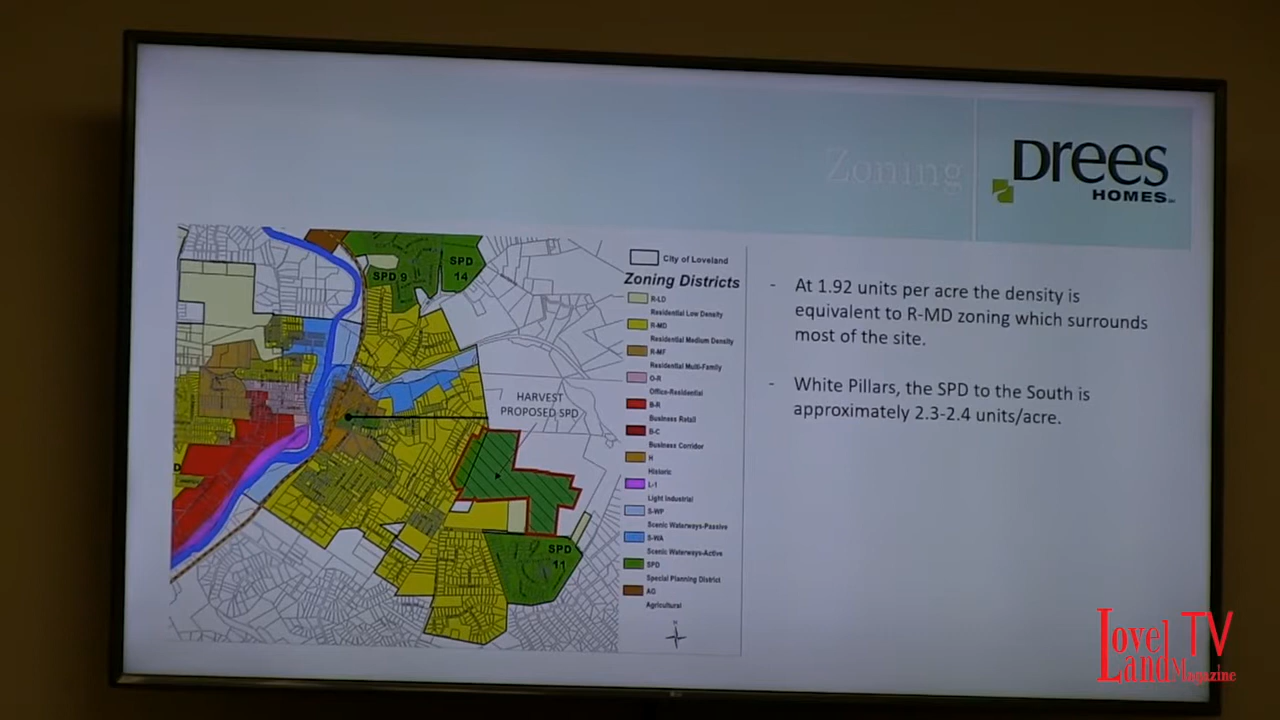 Zoning
Drees
HOMES
SPD 9
SPD
14
HARVEST
PROPOSED SPD
SPD
11
City of Loveland
Zoning Districts
R-LD
Residential Low Density
R-MD
Residential Medium Density
R-MF
Residential Multi-Family
O-R
Office-Residential
B-R
Business Retail
B-C
Business Corridor
H
Historic
L-1
Light Industrial
S-WP
Scenic Waterways-Passive
S-WA
Scenic Waterways-Active
SPD
Special Planning District
AG
Agricultural
- At 1.92 units per acre the density is
equivalent to R-MD zoning which surrounds
most of the site.
- White Pillars, the SPD to the South is
approximately 2.3-2.4 units/acre.
Lovel TV
Land Magazine